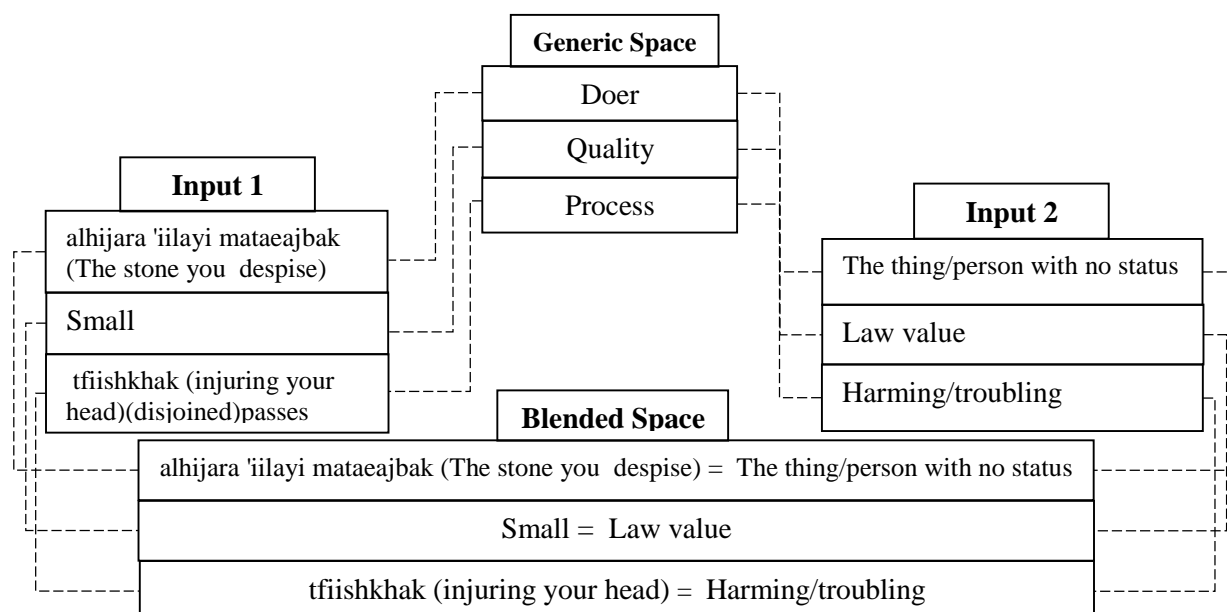 Generic Space
Doer
Quality
Process
Input 1
alhijara 'iilayi mataeajbak
(The stone you despise)
Small
tfiishkhak (injuring your
head)(disjoined)passes
Input 2
The thing/person with no status
Law value
Harming/troubling
Blended Space
alhijara 'iilayi mataeajbak (The stone you despise) = The thing/person with no status
Small = Law value
tfiishkhak (injuring your head) = Harming/troubling